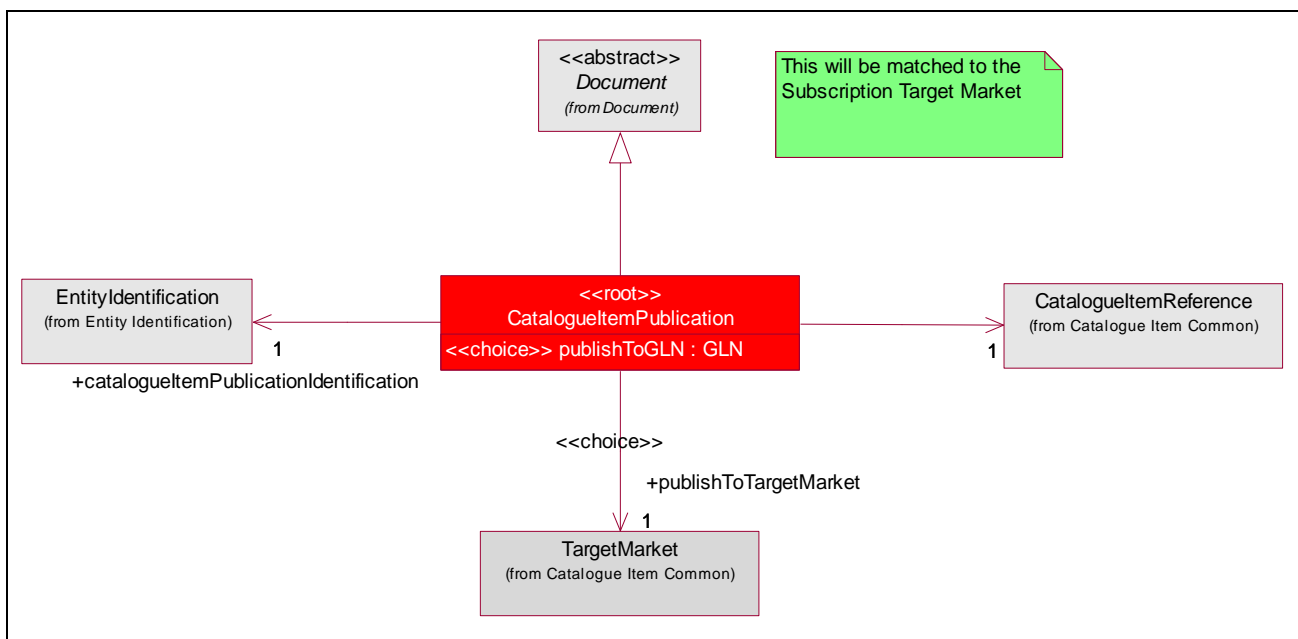 <<abstract>>
Document
(from Document)
This will be matched to the
Subscription Target Market
EntityIdentification
(from Entity Identification)
1
+catalogueItemPublicationIdentification
<<root>>
CatalogueItemPublication
<<choice>> publishToGLN : GLN
CatalogueItemReference
(from Catalogue Item Common)
1
<<choice>>
+publishToTargetMarket
1
TargetMarket
(from Catalogue Item Common)